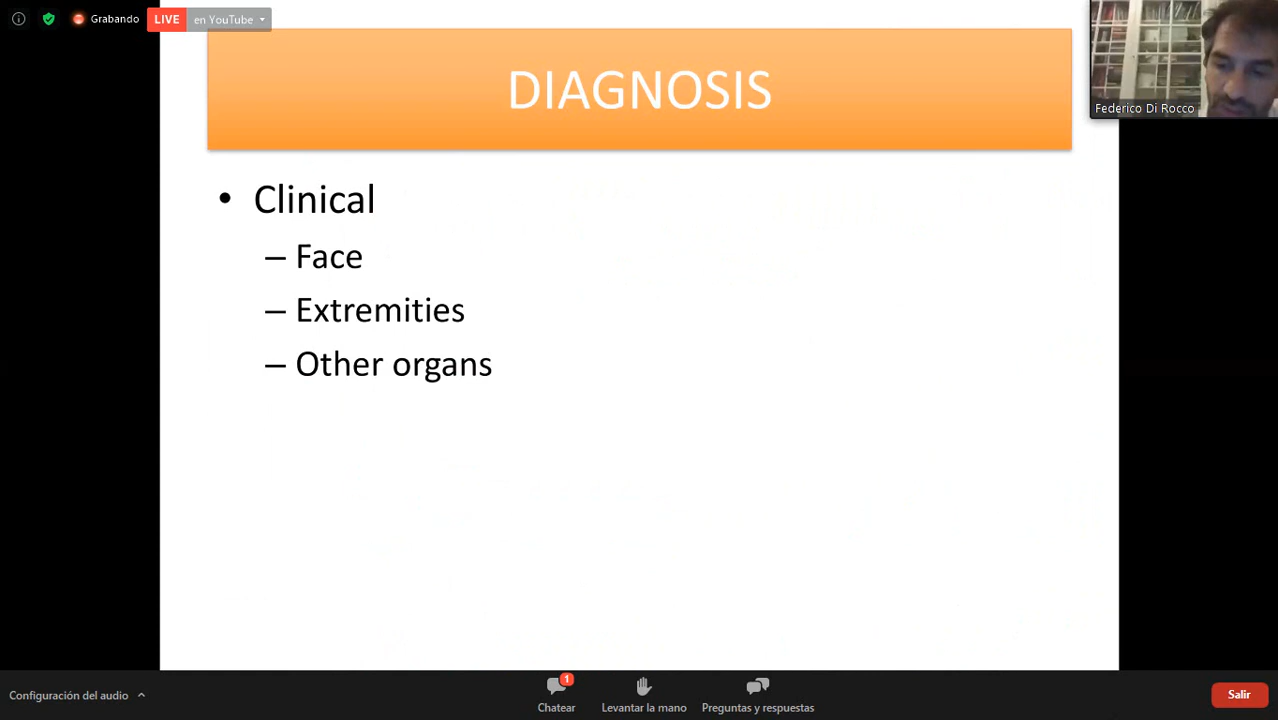 Grabando
LIVE en YouTube
DIAGNOSIS
Federico Di Rocco
• Clinical
– Face
– Extremities
– Other organs
Configuración del audio
1
Chatear
Levantar la mano
Preguntas y respuestas
Salir